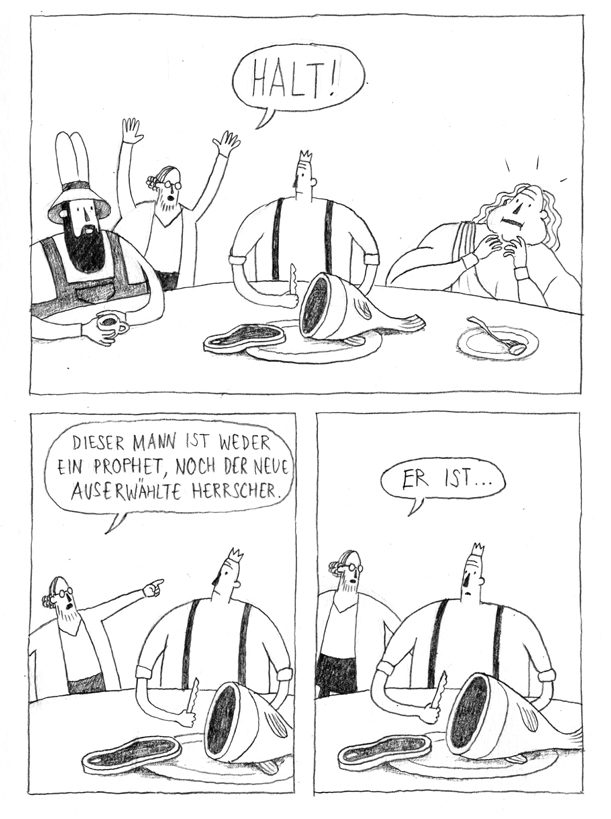 HALT!
DIESER MANN IST WEDER
EIN PROPHET, NOCH DER NEUE
AUSERWÄHLTE HERRSCHER.
ER IST...